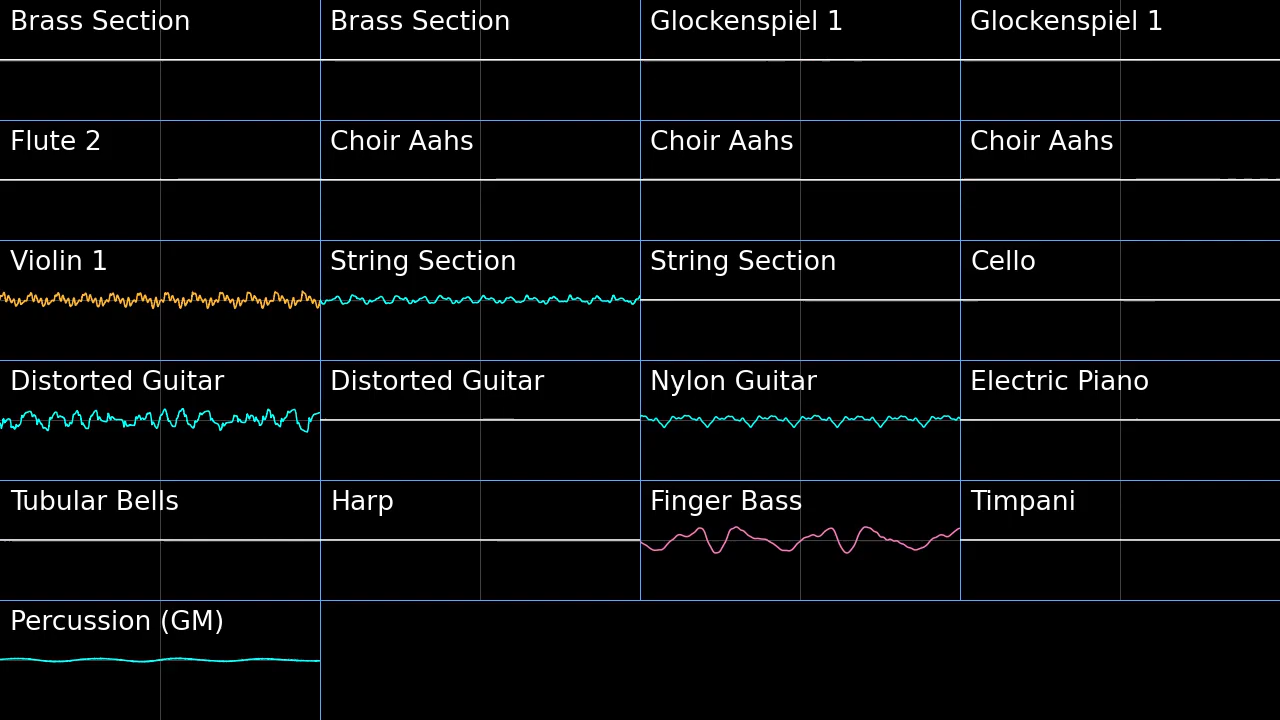 Brass Section
Brass Section
Glockenspiel 1
Glockenspiel 1
Flute 2
Choir Aahs
Choir Aahs
Choir Aahs
Violin 1
String Section
String Section
Cello
Distorted Guitar
Distorted Guitar
Nylon Guitar
Electric Piano
Tubular Bells
Harp
Finger Bass
Timpani
Percussion (GM)